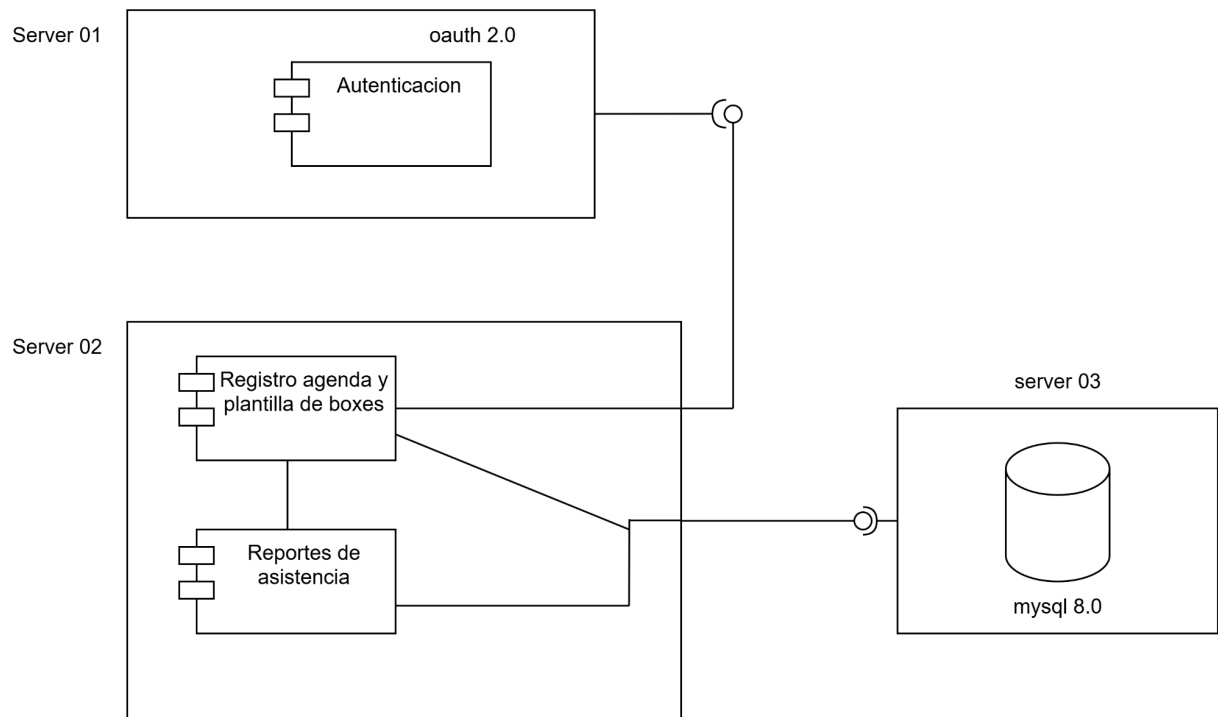 Server 01
oauth 2.0
Autenticacion
Server 02
Registro agenda y
plantilla de boxes
Reportes de
asistencia
server 03
mysql 8.0